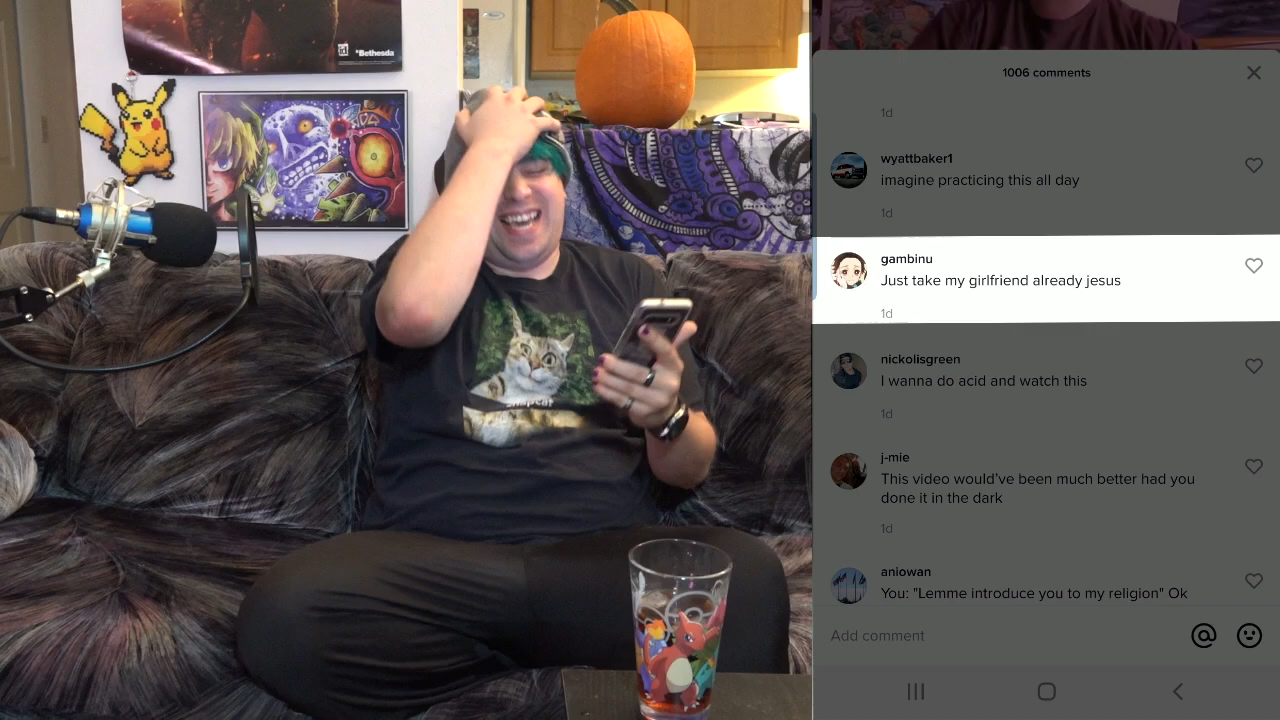 Bethesda
1006 comments
1d
wyattbaker1
imagine practicing this all day
1d
gambinu
Just take my girlfriend already jesus
1d
nickolisgreen
I wanna do acid and watch this
1d
j-mie
This video would've been much better had you
done it in the dark
1d
aniowan
You: "Lemme introduce you to my religion" Ok
Add comment